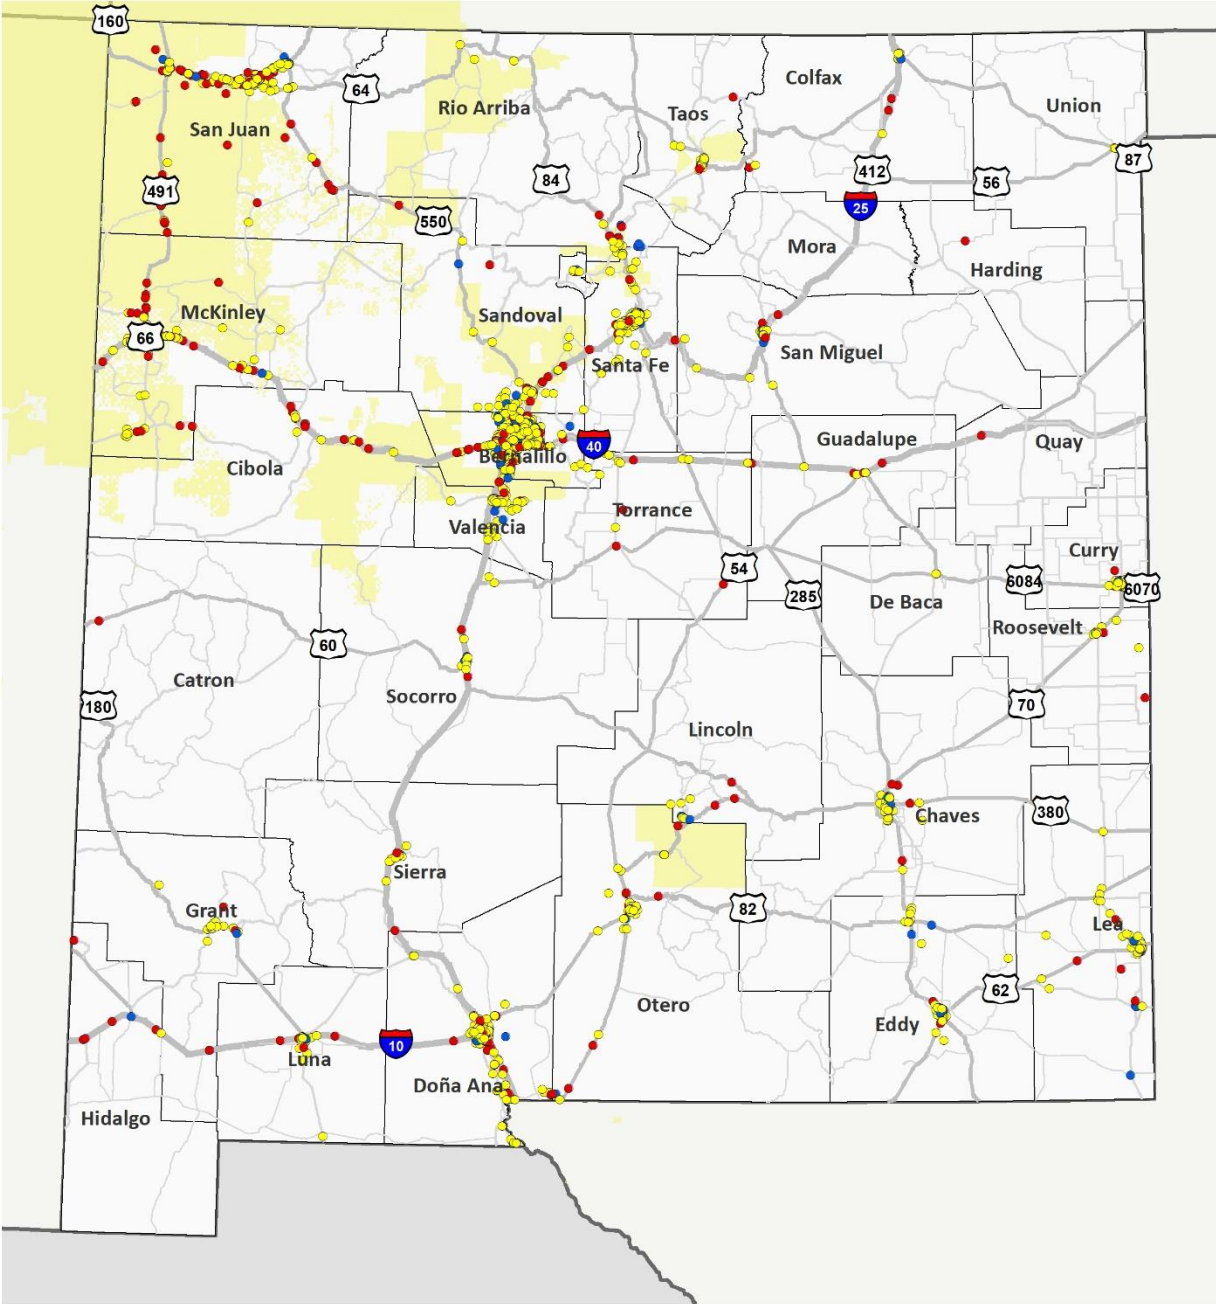 160
Colfax
Union
64
Rio Arriba
Taos
San Juan
87
412
84
56
491
25
550
Mora
Harding
McKinley
Sandoval
66
San Miguel
Santa Fe
Guadalupe
Quay
40
Bernalillo
Cibola
Torrance
Valencia
Curry
54
6084
6070
285
De Baca
Roosevelt
60
Catron
Socorro
180
70
Lincoln
380
Chaves
Sierra
82
Grant
Lea
62
Otero
Eddy
10
Luna
Doña Ana
Hidalgo